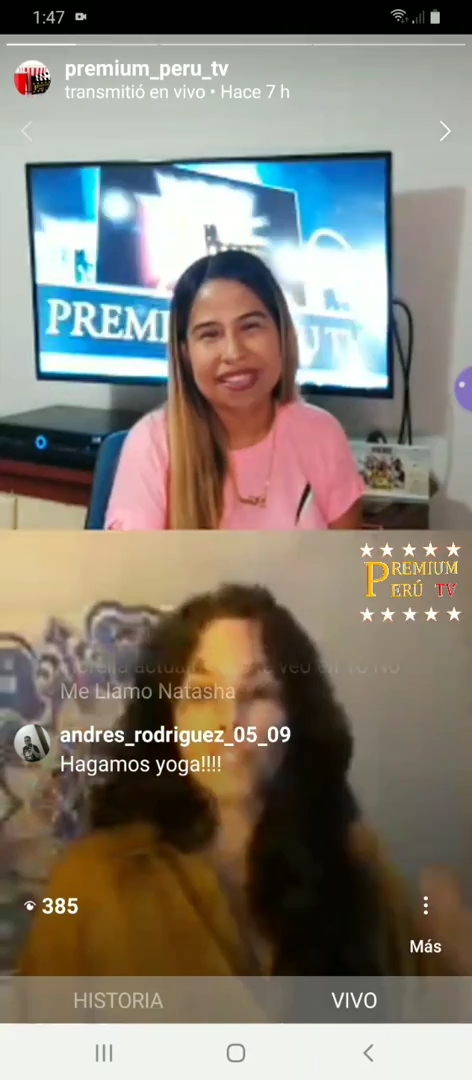 1:47
premium_peru_tv
transmitió en vivo • Hace 7 h
PREMI
UTV
★★★★★
PREMIUM
PERÚ TV
★★★★★
Me Llamo Natasha
andres_rodriguez_05_09
Hagamos yoga!!!!
385
Más
HISTORIA
VIVO